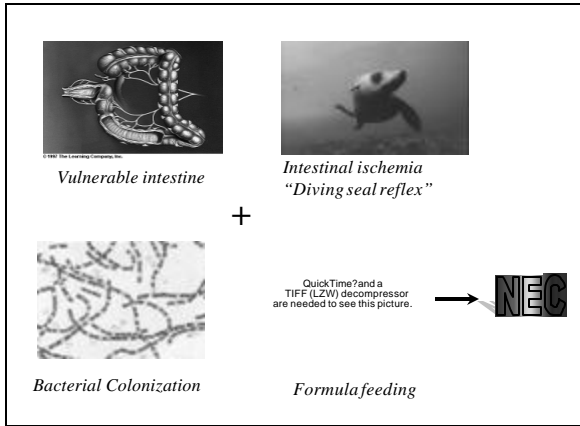 © 1997 The Learning Company, Inc.
Vulnerable intestine
Intestinal ischemia
“Diving seal reflex”
+
QuickTime?and a
TIFF (LZW) decompressor
are needed to see this picture.
NEC
Bacterial Colonization
Formula feeding